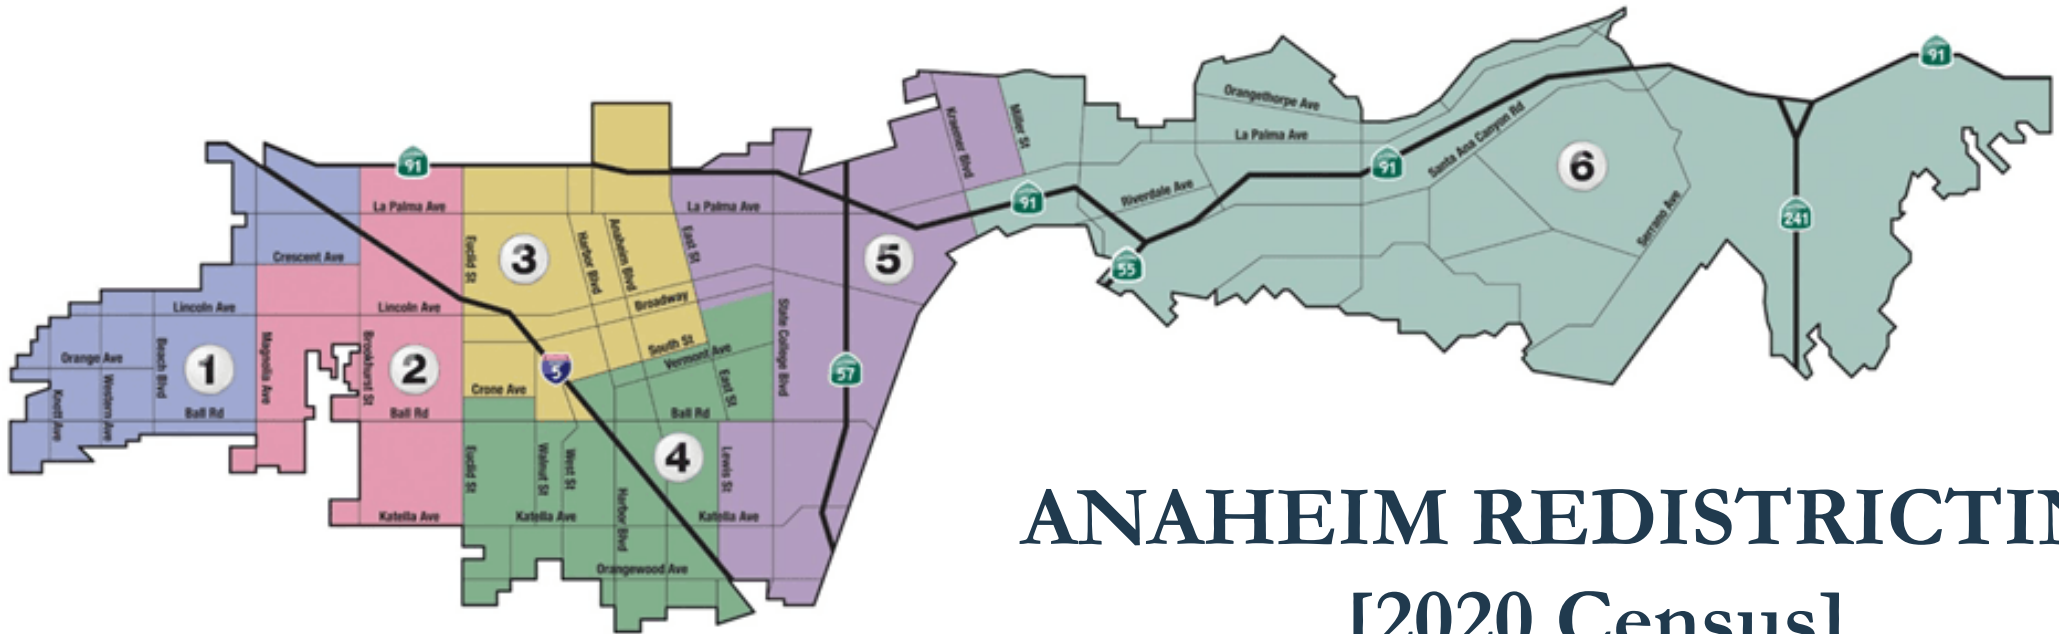 91
91
91
91
Orangethorpe Ave
Kraemer Blvd
Miller St
La Palma Ave
Santa Ana Canyon Rd
6
La Palma Ave
La Palma Ave
Riverdale Ave
241
Serrano Ave
Crescent Ave
Euclid St
3
Harbor Blvd
Anaheim Blvd
East St
5
55
Lincoln Ave
Lincoln Ave
Broadway
State College Blvd
Orange Ave
Beach Blvd
1
Magnolia Ave
Brookhurst St
2
South St
Vermont Ave
5
57
Knott Ave
Western Ave
Crone Ave
East St
Ball Rd
Ball Rd
Ball Rd
Euclid St
Walnut St
West St
4
Lewis St
Harbor Blvd
Katella Ave
Katella Ave
Katella Ave
Orangewood Ave
ANAHEIM REDISTRICTIN
[2020 Census]